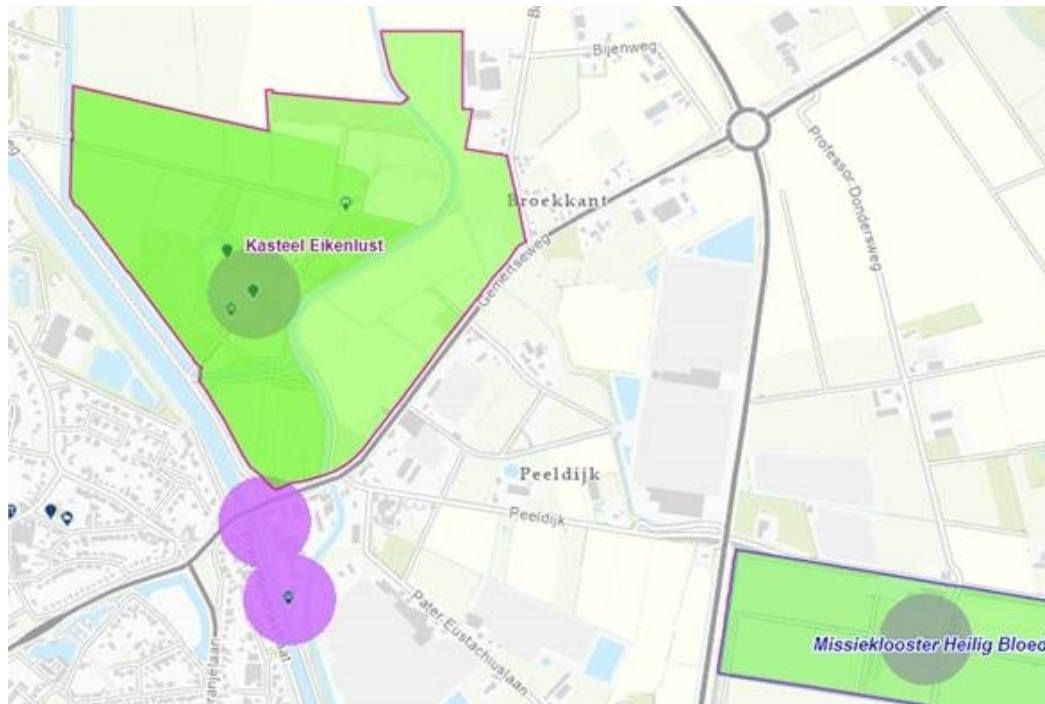 Bijenweg
Professor Dondersweg
Broekkant
Kasteel Eikenlust
Gemertseweg
Peeldijk
Peeldijk
Pater Eustachiuslaan
Missieklooster Heilig Bloed